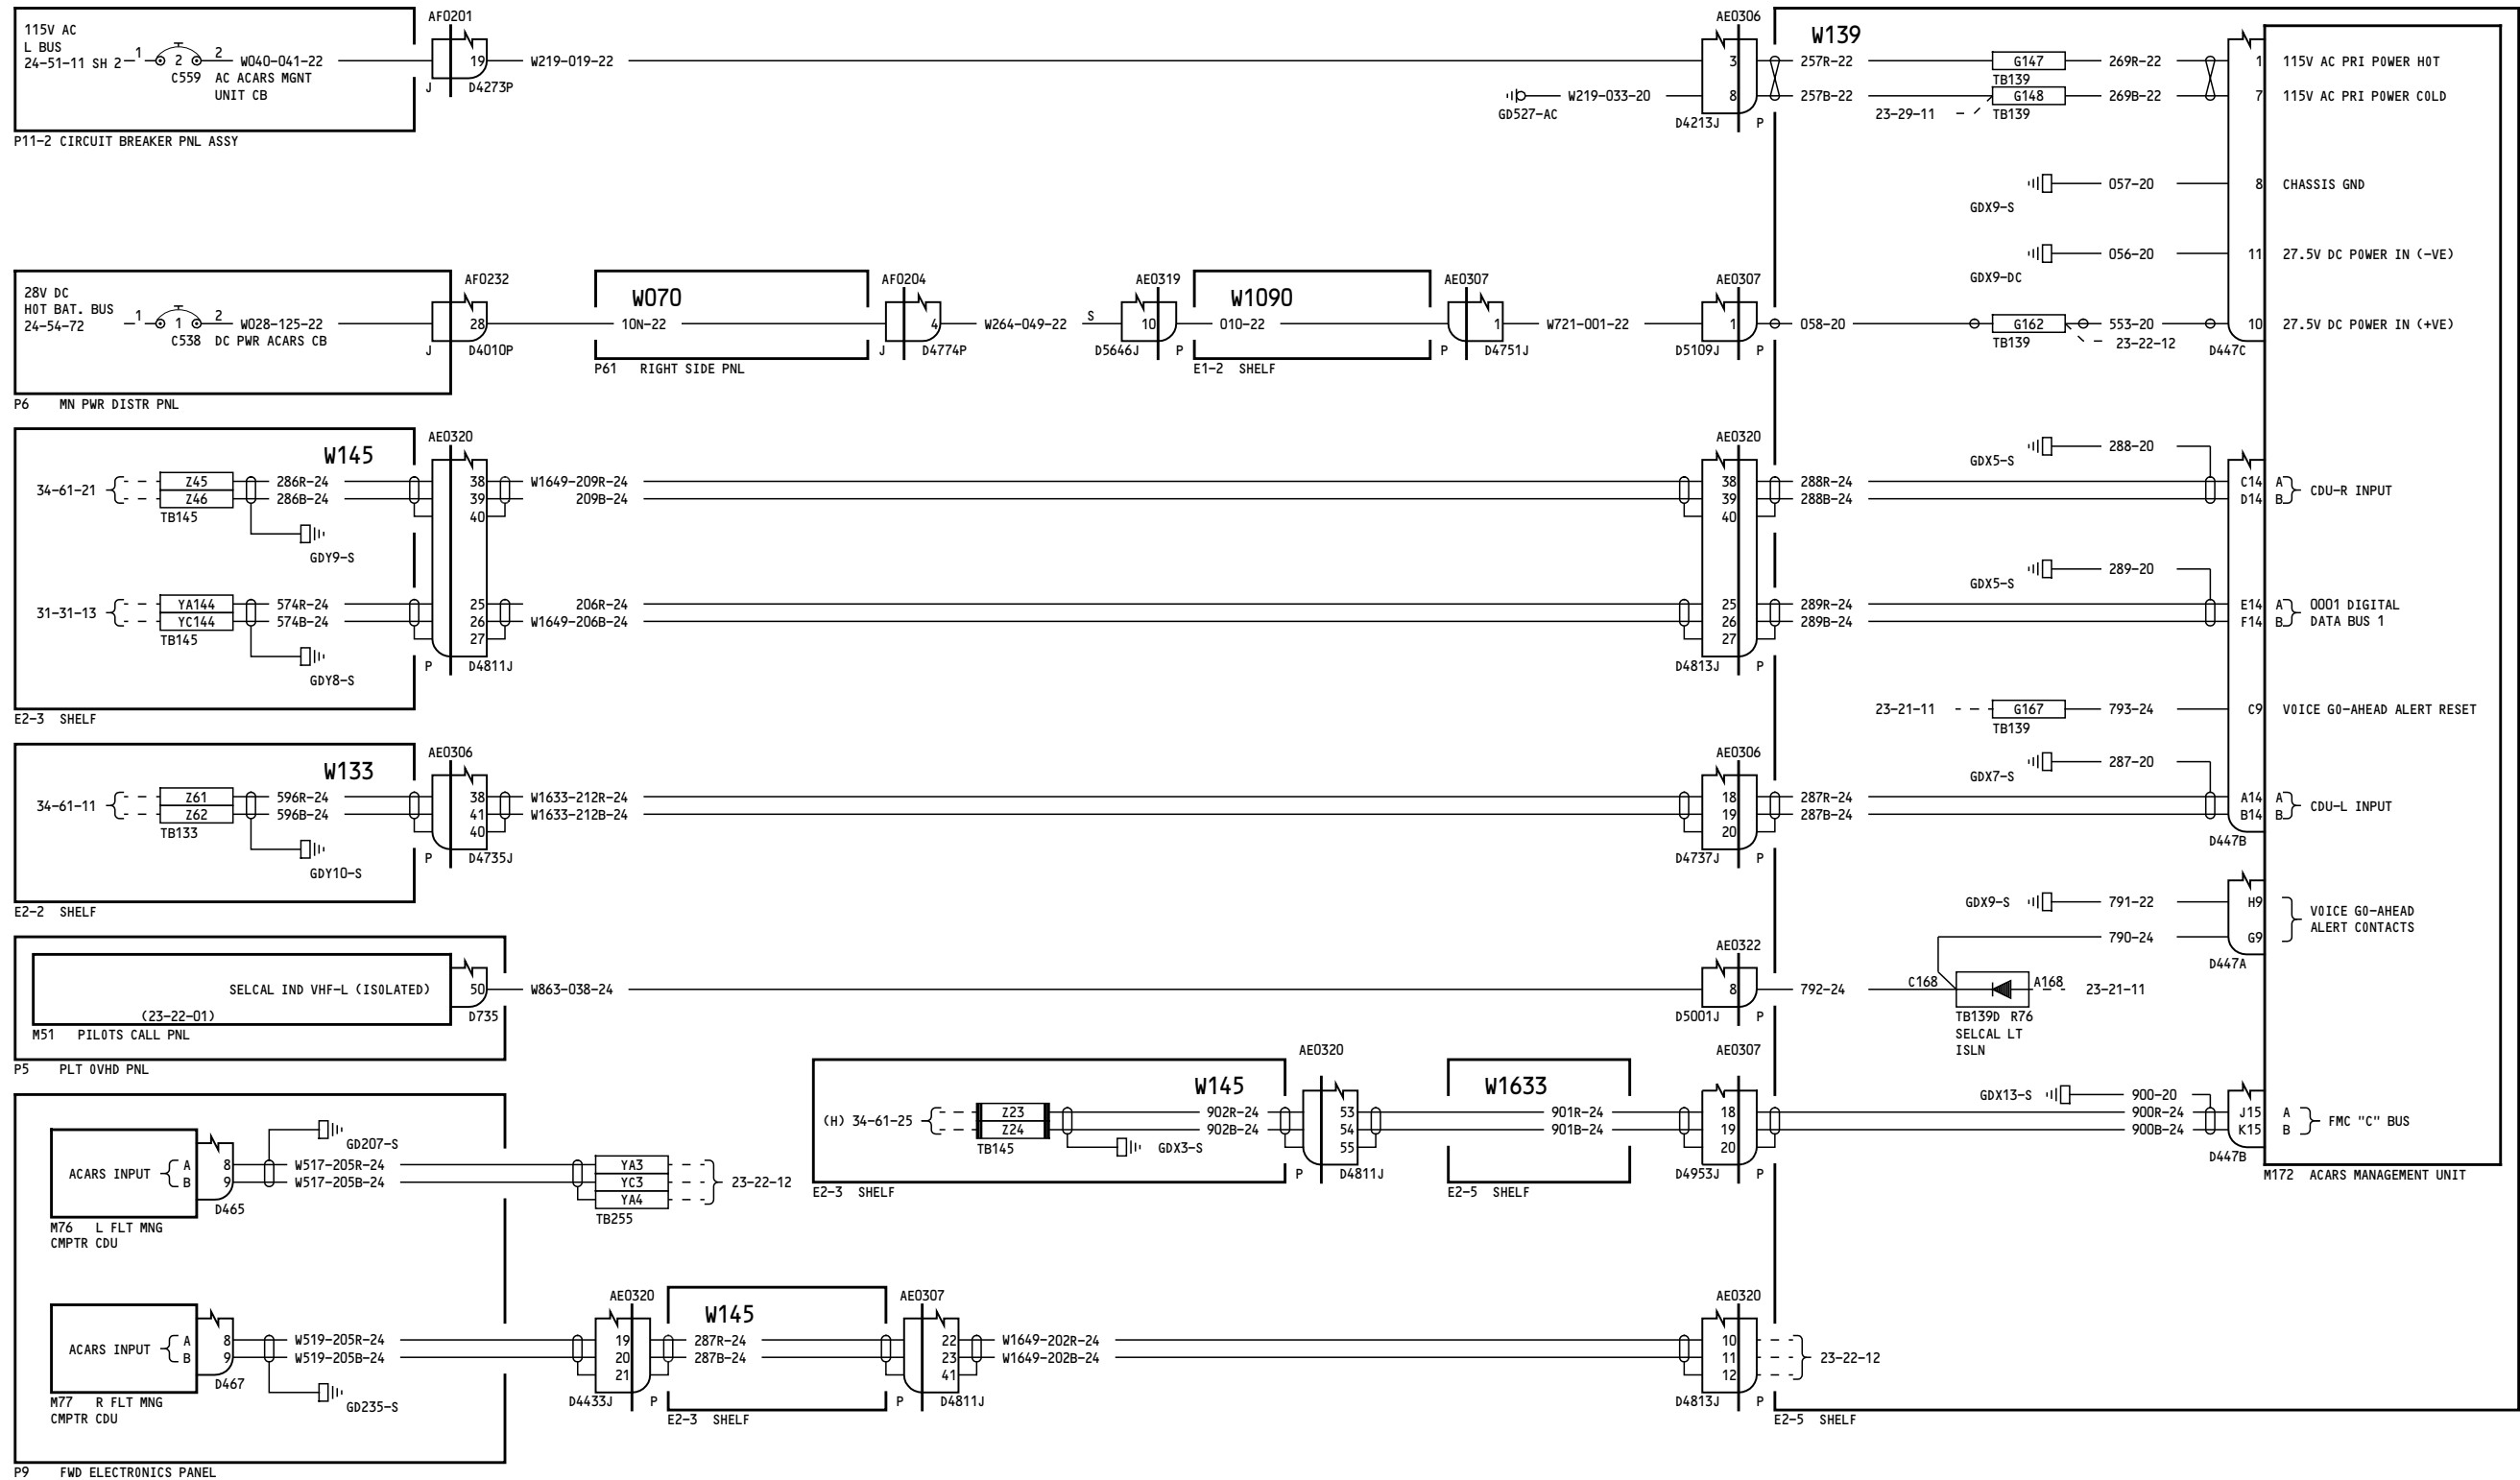 115V AC
L BUS
24-51-11 SH 2
1
2
2
W040-041-22
C559
AC ACARS MGNT
UNIT CB
P11-2 CIRCUIT BREAKER PNL ASSY
AF0201
19
J
D4273P
W219-019-22
GD527-AC
W219-033-20
AE0306
3
8
D4213J
P
W139
257R-22
257B-22
23-29-11
G147
TB139
G148
TB139
269R-22
269B-22
1
7
115V AC PRI POWER HOT
115V AC PRI POWER COLD
GDX9-S
057-20
8
CHASSIS GND
GDX9-DC
056-20
11
27.5V DC POWER IN (-VE)
28V DC
HOT BAT. BUS
24-54-72
1
1
2
W028-125-22
C538
DC PWR ACARS CB
P6 MN PWR DISTR PNL
AF0232
28
J
D4010P
W070
10N-22
P61 RIGHT SIDE PNL
AF0204
4
J
D4774P
W264-049-22
S
AE0319
10
D5646J
P
W1090
010-22
E1-2 SHELF
AE0307
1
P
D4751J
W721-001-22
AE0307
1
D5109J
P
058-20
G162
TB139
553-20
23-22-12
10
D447C
27.5V DC POWER IN (+VE)
W145
34-61-21
Z45
Z46
TB145
286R-24
286B-24
GDY9-S
31-31-13
YA144
YC144
TB145
574R-24
574B-24
GDY8-S
E2-3 SHELF
AE0320
38
39
40
25
26
27
P
D4811J
W1649-209R-24
209B-24
206R-24
W1649-206B-24
AE0320
38
39
40
25
26
27
D4813J
P
288R-24
288B-24
GDX5-S
288-20
C14
D14
A
B
CDU-R INPUT
289R-24
289B-24
GDX5-S
289-20
E14
F14
A
B
0001 DIGITAL
DATA BUS 1
23-21-11
G167
TB139
793-24
C9
VOICE GO-AHEAD ALERT RESET
W133
34-61-11
Z61
Z62
TB133
596R-24
596B-24
GDY10-S
E2-2 SHELF
AE0306
38
41
40
P
D4735J
W1633-212R-24
W1633-212B-24
AE0306
18
19
20
D4737J
P
287R-24
287B-24
GDX7-S
287-20
A14
B14
A
B
CDU-L INPUT
D447B
GDX9-S
791-22
H9
790-24
G9
VOICE GO-AHEAD
ALERT CONTACTS
D447A
SELCAL IND VHF-L (ISOLATED)
(23-22-01)
M51 PILOTS CALL PNL
P5 PLT OVHD PNL
50
D735
W863-038-24
AE0322
8
D5001J
P
792-24
C168
A168
23-21-11
TB139D R76
SELCAL LT
ISLN
W145
(H) 34-61-25
Z23
Z24
TB145
902R-24
902B-24
GDX3-S
E2-3 SHELF
AE0320
53
54
55
P
D4811J
W1633
901R-24
901B-24
E2-5 SHELF
AE0307
18
19
20
D4953J
P
GDX13-S
900-20
900R-24
900B-24
J15
K15
A
B
FMC "C" BUS
D447B
M172 ACARS MANAGEMENT UNIT
ACARS INPUT
A
B
8
9
D465
M76 L FLT MNG
CMPTR CDU
GD207-S
W517-205R-24
W517-205B-24
YA3
YC3
YA4
TB255
23-22-12
ACARS INPUT
A
B
8
9
D467
M77 R FLT MNG
CMPTR CDU
W519-205R-24
W519-205B-24
GD235-S
P9 FWD ELECTRONICS PANEL
AE0320
19
20
21
D4433J
P
W145
287R-24
287B-24
E2-3 SHELF
AE0307
22
23
41
P
D4811J
W1649-202R-24
W1649-202B-24
AE0320
10
11
12
D4813J
P
23-22-12
E2-5 SHELF